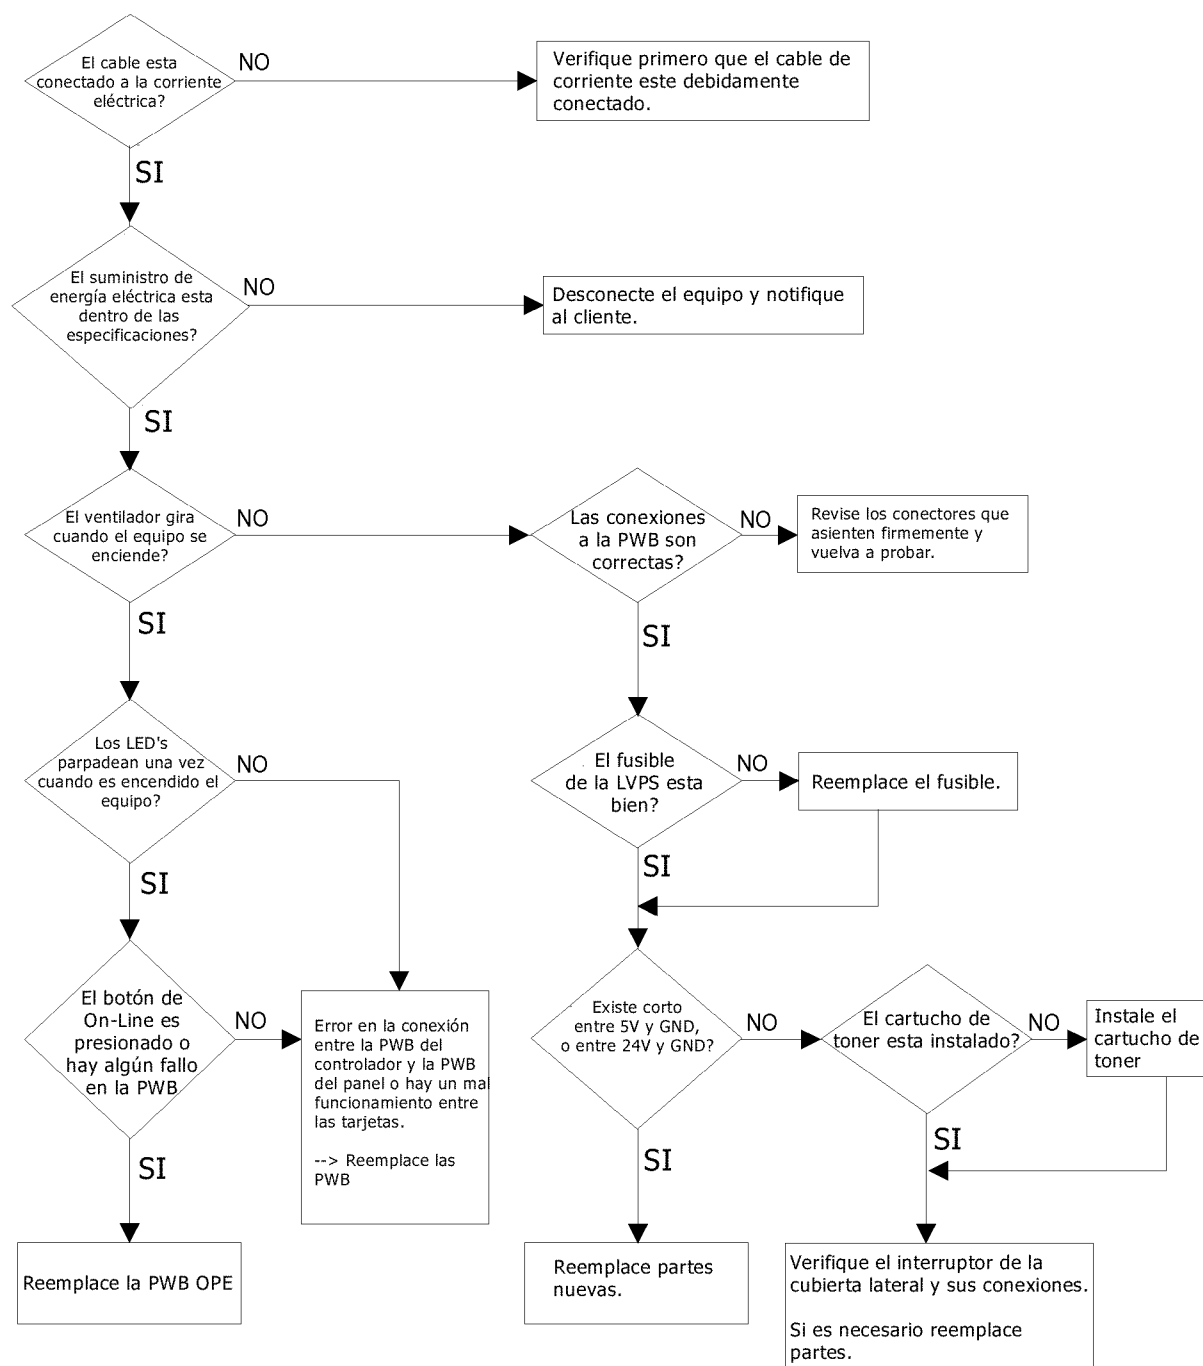 El cable esta
conectado a la corriente
eléctrica?
NO
Verifique primero que el cable de
corriente este debidamente
conectado.
SI
El suministro de
energía eléctrica esta
dentro de las
especificaciones?
NO
Desconecte el equipo y notifique
al cliente.
SI
El ventilador gira
cuando el equipo se
enciende?
NO
Las conexiones
a la PWB son
correctas?
NO
Revise los conectores que
asienten firmemente y
vuelva a probar.
SI
SI
Los LED's
parpadean una vez
cuando es encendido el
equipo?
NO
El fusible
de la LVPS esta
bien?
NO
Reemplace el fusible.
SI
SI
El botón de
On-Line es
presionado o
hay algún fallo
en la PWB
NO
Error en la conexión
entre la PWB del
controlador y la PWB
del panel o hay un mal
funcionamiento entre
las tarjetas.
--> Reemplace las
PWB
Existe corto
entre 5V y GND,
o entre 24V y GND?
NO
El cartucho de
toner esta instalado?
NO
Instale el
cartucho de
toner
SI
SI
SI
Reemplace la PWB OPE
Reemplace partes
nuevas.
Verifique el interruptor de la
cubierta lateral y sus conexiones.
Si es necesario reemplace
partes.